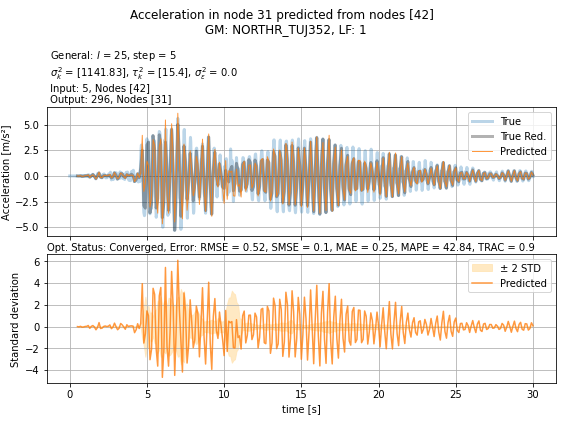 Acceleration in node 31 predicted from nodes [42]
GM: NORTHR_TUJ352, LF: 1
General: l = 25, step = 5
σ²ₖ = [1141.83], τ²ₖ = [15.4], σ²ε = 0.0
Input: 5, Nodes [42]
Output: 296, Nodes [31]
Acceleration [m/s²]
5.0
2.5
0.0
−2.5
−5.0
True
True Red.
Predicted
Opt. Status: Converged, Error: RMSE = 0.52, SMSE = 0.1, MAE = 0.25, MAPE = 42.84, TRAC = 0.9
Standard deviation
6
4
2
0
−2
−4
± 2 STD
Predicted
0 5 10 15 20 25 30
time [s]